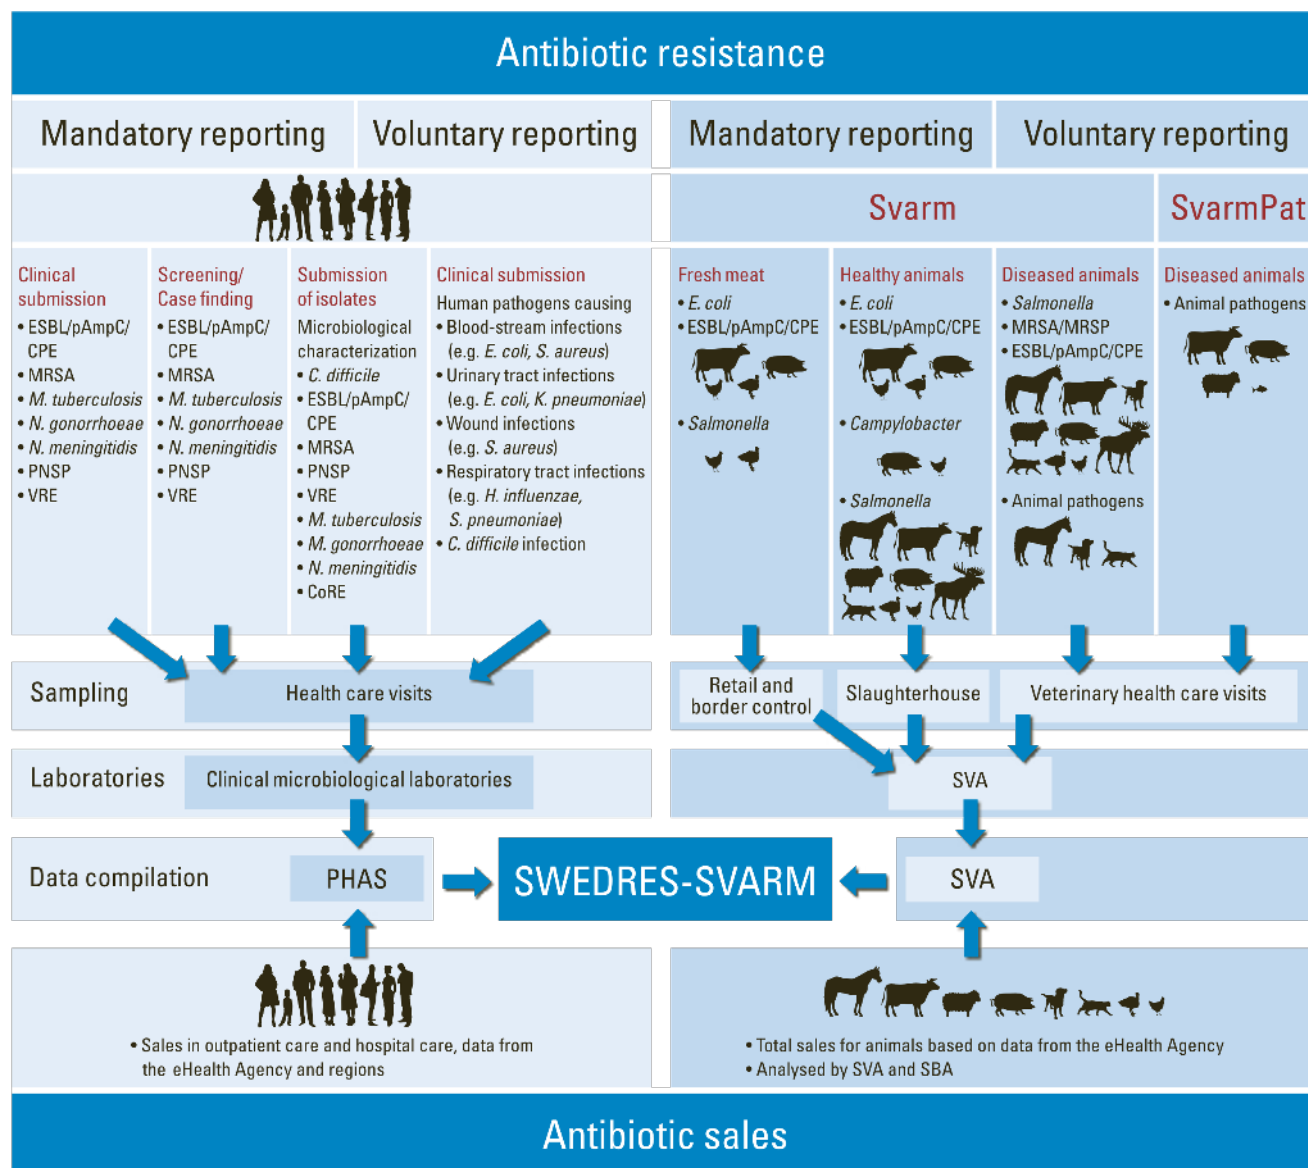 Antibiotic resistance
Mandatory reporting
Voluntary reporting
Mandatory reporting
Voluntary reporting
Svarm
SvarmPat
Clinical
submission
• ESBL/pAmpC/
CPE
• MRSA
• M. tuberculosis
• N. gonorrhoeae
• N. meningitidis
• PNSP
• VRE
Screening/
Case finding
• ESBL/pAmpC/
CPE
• MRSA
• M. tuberculosis
• N. gonorrhoeae
• N. meningitidis
• PNSP
• VRE
Submission
of isolates
Microbiological
characterization
• C. difficile
• ESBL/pAmpC/
CPE
• MRSA
• PNSP
• VRE
• M. tuberculosis
• M. gonorrhoeae
• N. meningitidis
• CoRE
Clinical submission
Human pathogens causing
• Blood-stream infections
(e.g. E. coli, S. aureus)
• Urinary tract infections
(e.g. E. coli, K. pneumoniae)
• Wound infections
(e.g. S. aureus)
• Respiratory tract infections
(e.g. H. influenzae,
S. pneumoniae)
• C. difficile infection
Fresh meat
• E. coli
• ESBL/pAmpC/CPE
• Salmonella
Healthy animals
• E. coli
• ESBL/pAmpC/CPE
• Campylobacter
• Salmonella
Diseased animals
• Salmonella
• MRSA/MRSP
• ESBL/pAmpC/CPE
• Animal pathogens
Diseased animals
• Animal pathogens
Sampling
Health care visits
Retail and
border control
Slaughterhouse
Veterinary health care visits
Laboratories
Clinical microbiological laboratories
SVA
Data compilation
PHAS
SWEDRES-SVARM
SVA
• Sales in outpatient care and hospital care, data from
the eHealth Agency and regions
• Total sales for animals based on data from the eHealth Agency
• Analysed by SVA and SBA
Antibiotic sales